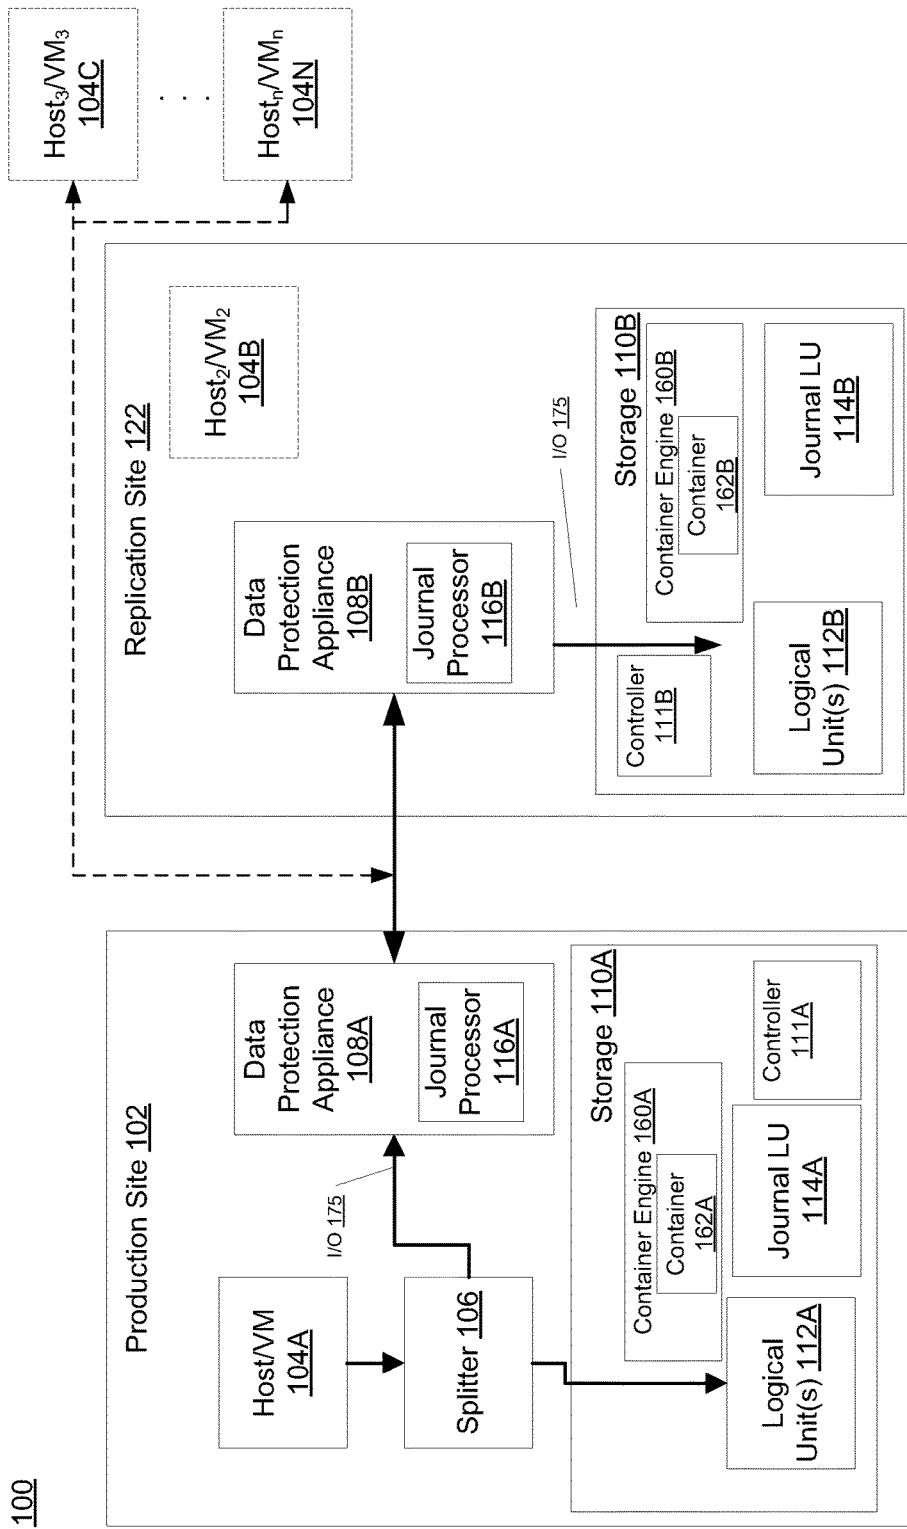 100
Production Site 102
Host/VM
104A
Splitter 106
I/O 175
Data
Protection
Appliance
108A
Journal
Processor
116A
Storage 110A
Container Engine 160A
Container
162A
Logical
Unit(s) 112A
Journal LU
114A
Controller
111A
Replication Site 122
Host₂/VM₂
104B
Data
Protection
Appliance
108B
Journal
Processor
116B
I/O 175
Storage 110B
Controller
111B
Container Engine 160B
Container
162B
Logical
Unit(s) 112B
Journal LU
114B
Host₃/VM₃
104C
. . .
Hostₙ/VMₙ
104N